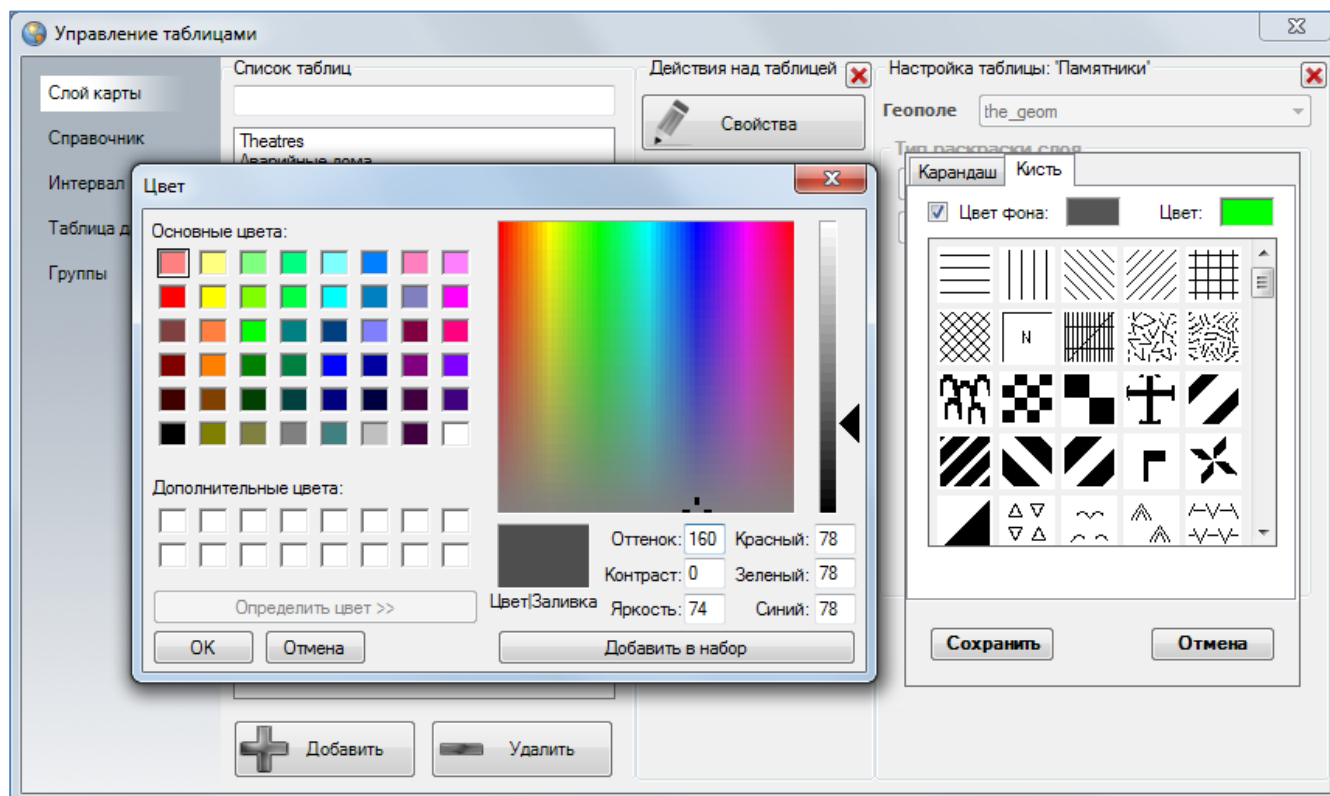 Управление таблицами
Слой карты
Справочник
Интервал
Таблица д
Группы
Список таблиц
Theatres
Аварийные дома
Добавить
Удалить
Действия над таблицей
Свойства
Настройка таблицы: 'Памятники'
Геополе the_geom
Тип раскраски слоя
Карандаш Кисть
Цвет фона: Цвет:
N
Сохранить Отмена
Цвет
Основные цвета:
Дополнительные цвета:
Определить цвет >>
OK Отмена
Цвет|Заливка
Оттенок: 160 Красный: 78
Контраст: 0 Зеленый: 78
Яркость: 74 Синий: 78
Добавить в набор